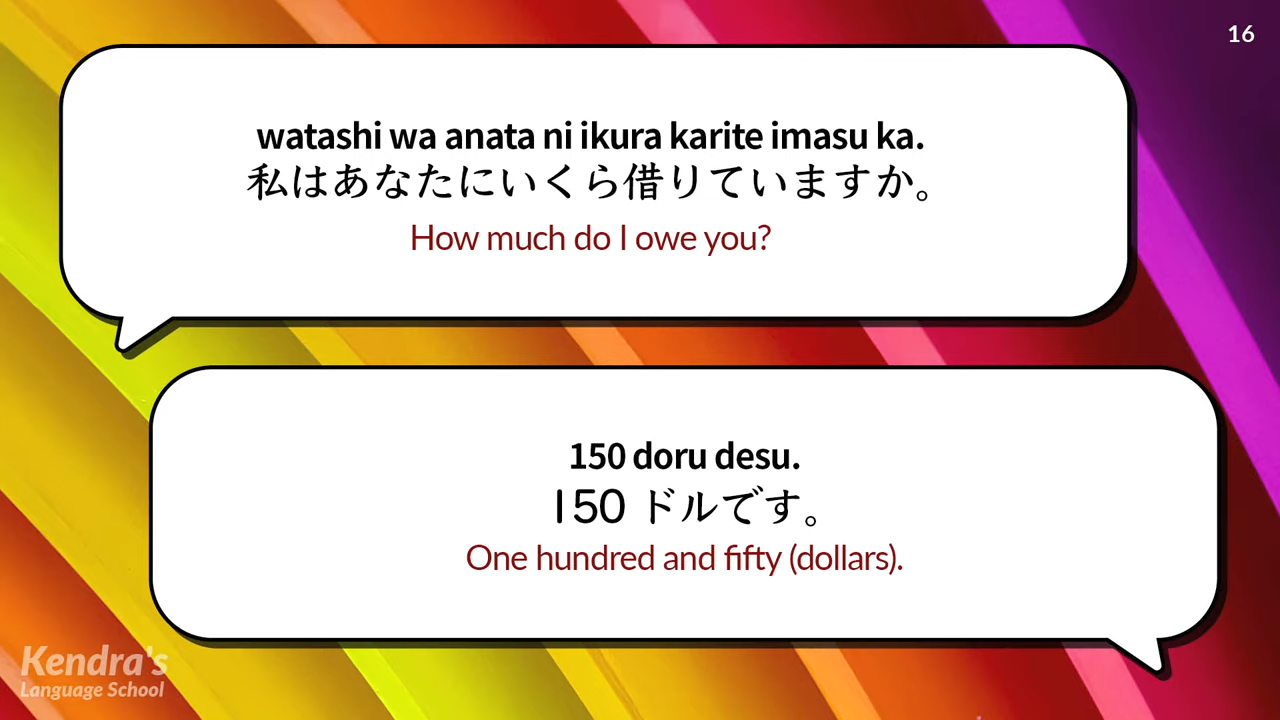 16
watashi wa anata ni ikura karite imasu ka.
私はあなたにいくら借りていますか。
How much do I owe you?
150 doru desu.
150 ドルです。
One hundred and fifty (dollars).
Kendra's
Language School